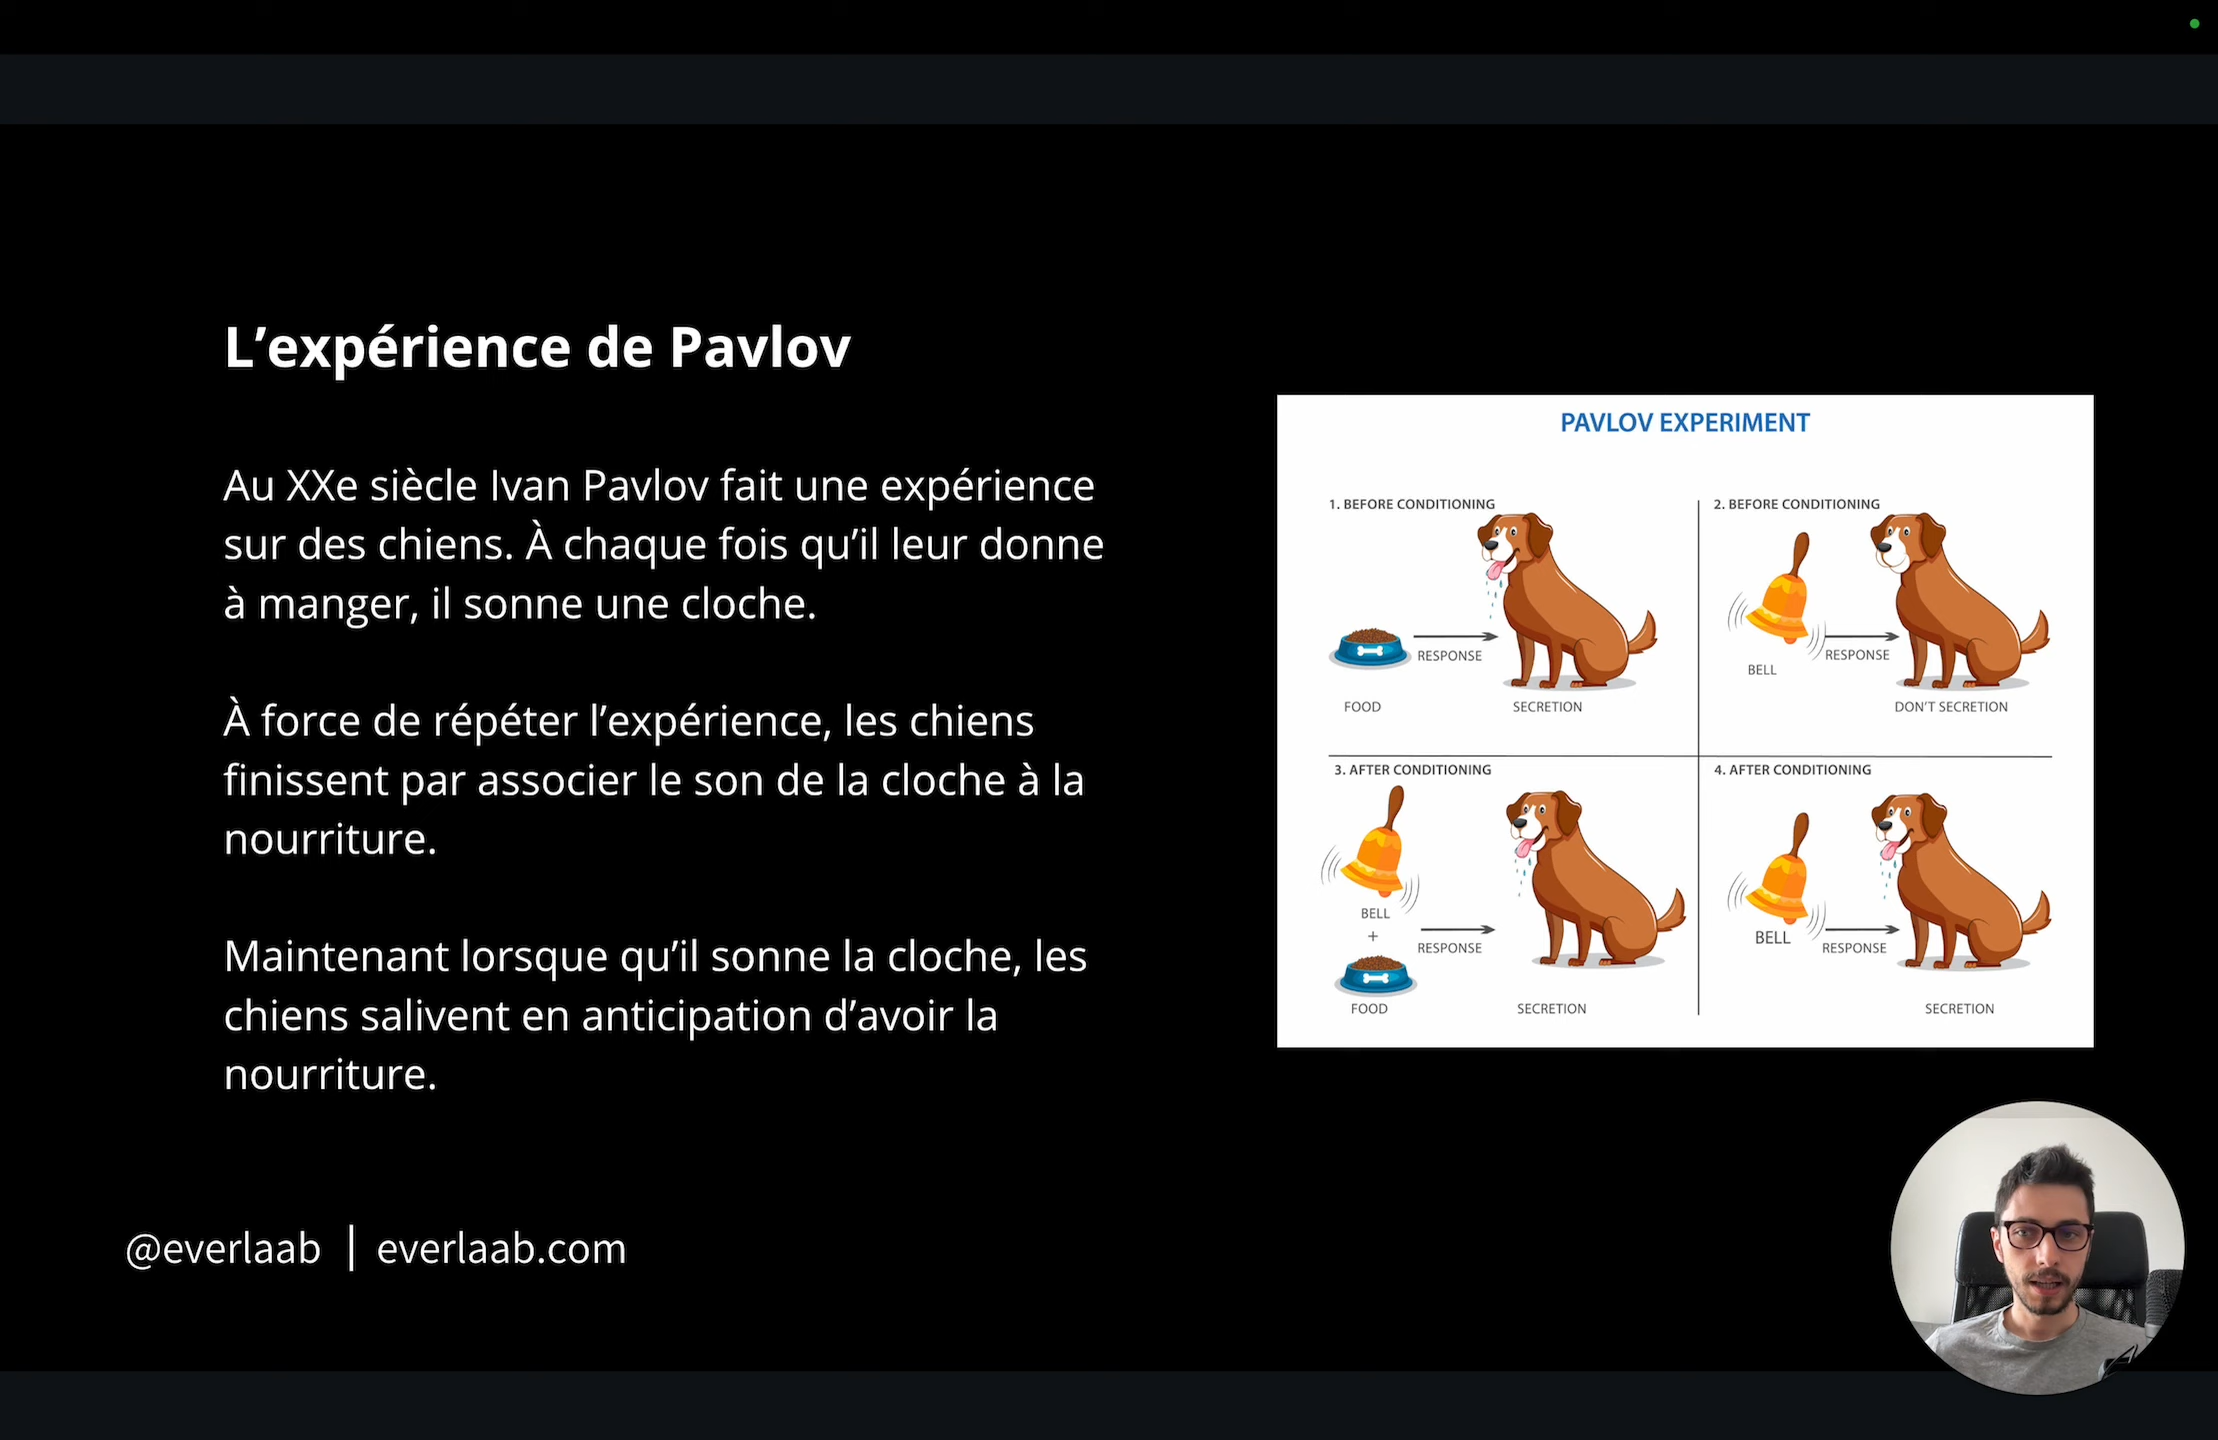 L’expérience de Pavlov
Au XXe siècle Ivan Pavlov fait une expérience
sur des chiens. À chaque fois qu’il leur donne
à manger, il sonne une cloche.
À force de répéter l’expérience, les chiens
finissent par associer le son de la cloche à la
nourriture.
Maintenant lorsque qu’il sonne la cloche, les
chiens salivent en anticipation d’avoir la
nourriture.
@everlaab | everlaab.com
PAVLOV EXPERIMENT
1. BEFORE CONDITIONING
RESPONSE
FOOD
SECRETION
2. BEFORE CONDITIONING
RESPONSE
BELL
DON’T SECRETION
3. AFTER CONDITIONING
BELL
+
RESPONSE
FOOD
SECRETION
4. AFTER CONDITIONING
BELL
RESPONSE
SECRETION